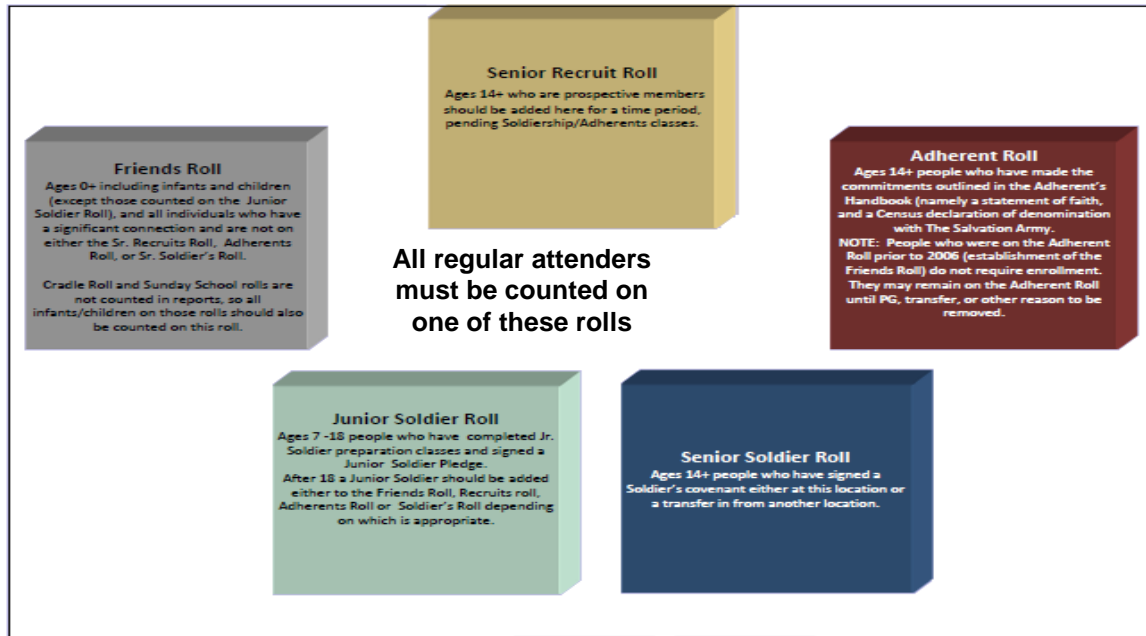 Senior Recruit Roll
Ages 14+ who are prospective members
should be added here for a time period,
pending Soldiership/Adherents classes.
Friends Roll
Ages 0+ including infants and children
(except those counted on the Junior
Soldier Roll), and all individuals who have
a significant connection and are not on
either the Sr. Recruits Roll, Adherents
Roll, or Sr. Soldier's Roll.
Cradle Roll and Sunday School rolls are
not counted in reports, so all
infants/children on those rolls should also
be counted on this roll.
All regular attenders
must be counted on
one of these rolls
Adherent Roll
Ages 14+ people who have made the
commitments outlined in the Adherent's
Handbook (namely a statement of faith,
and a Census declaration of denomination
with The Salvation Army.
NOTE: People who were on the Adherent
Roll prior to 2006 (establishment of the
Friends Roll) do not require enrollment.
They may remain on the Adherent Roll
until PG, transfer, or other reason to be
removed.
Junior Soldier Roll
Ages 7 -18 people who have completed Jr.
Soldier preparation classes and signed a
Junior Soldier Pledge.
After 18 a Junior Soldier should be added
either to the Friends Roll, Recruits roll,
Adherents Roll or Soldier's Roll depending
on which is appropriate.
Senior Soldier Roll
Ages 14+ people who have signed a
Soldier's covenant either at this location or
a transfer in from another location.